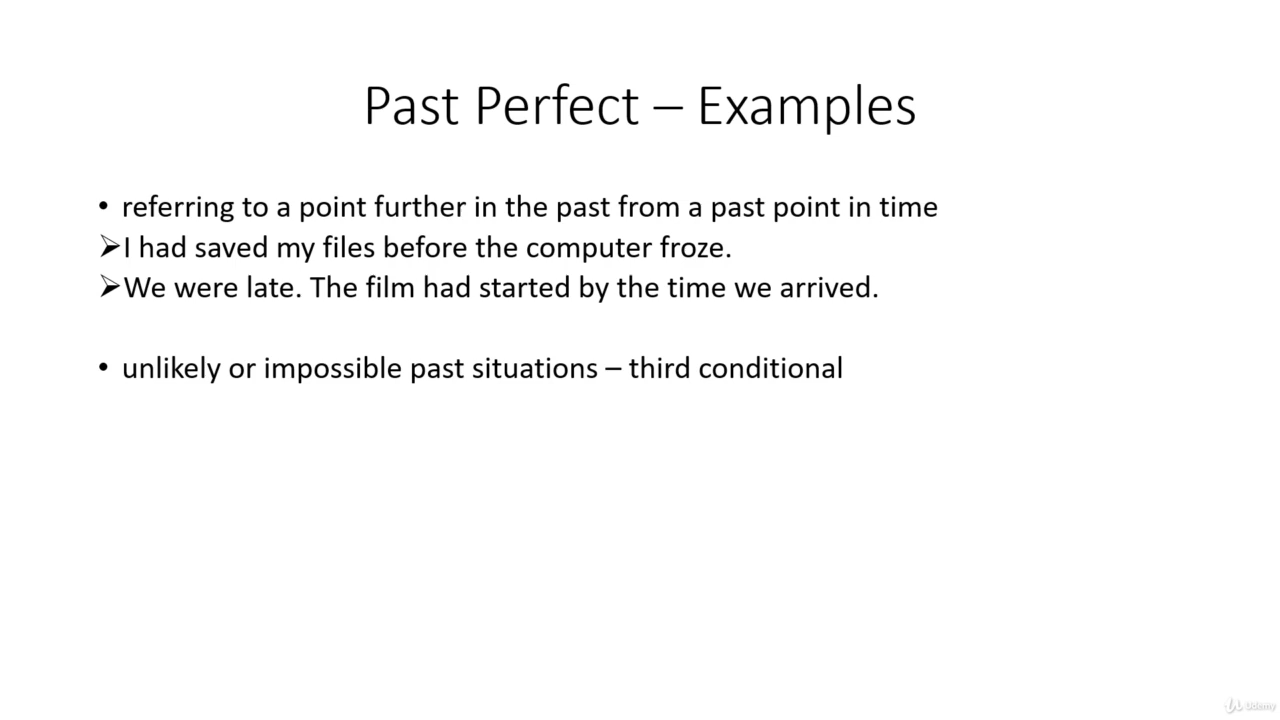 Past Perfect – Examples
• referring to a point further in the past from a past point in time
➢I had saved my files before the computer froze.
➢We were late. The film had started by the time we arrived.
• unlikely or impossible past situations – third conditional
Udemy